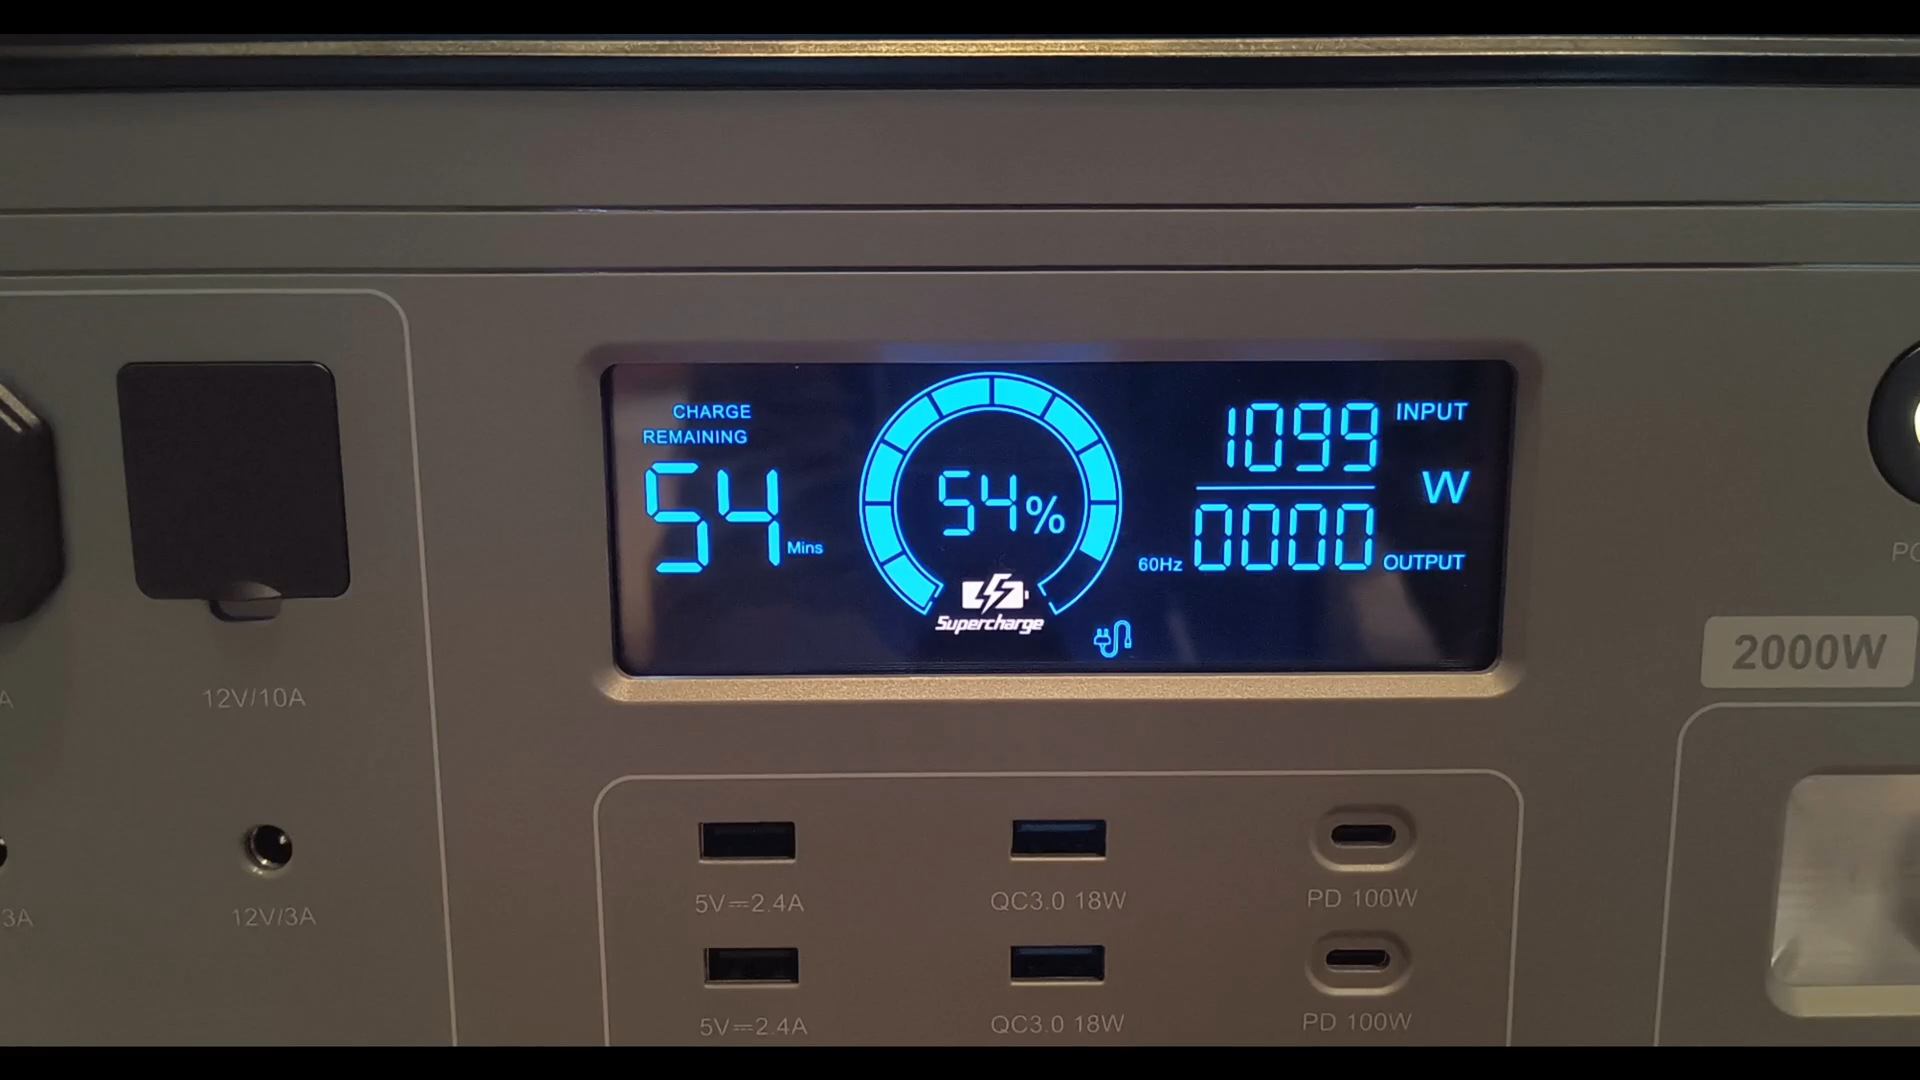 CHARGE
REMAINING
54 Mins
54%
Supercharge
1099 INPUT
W
60Hz 0000 OUTPUT
2000W
12V/10A
12V/3A
3A
A
PO
5V⎓2.4A QC3.0 18W PD 100W
5V⎓2.4A QC3.0 18W PD 100W